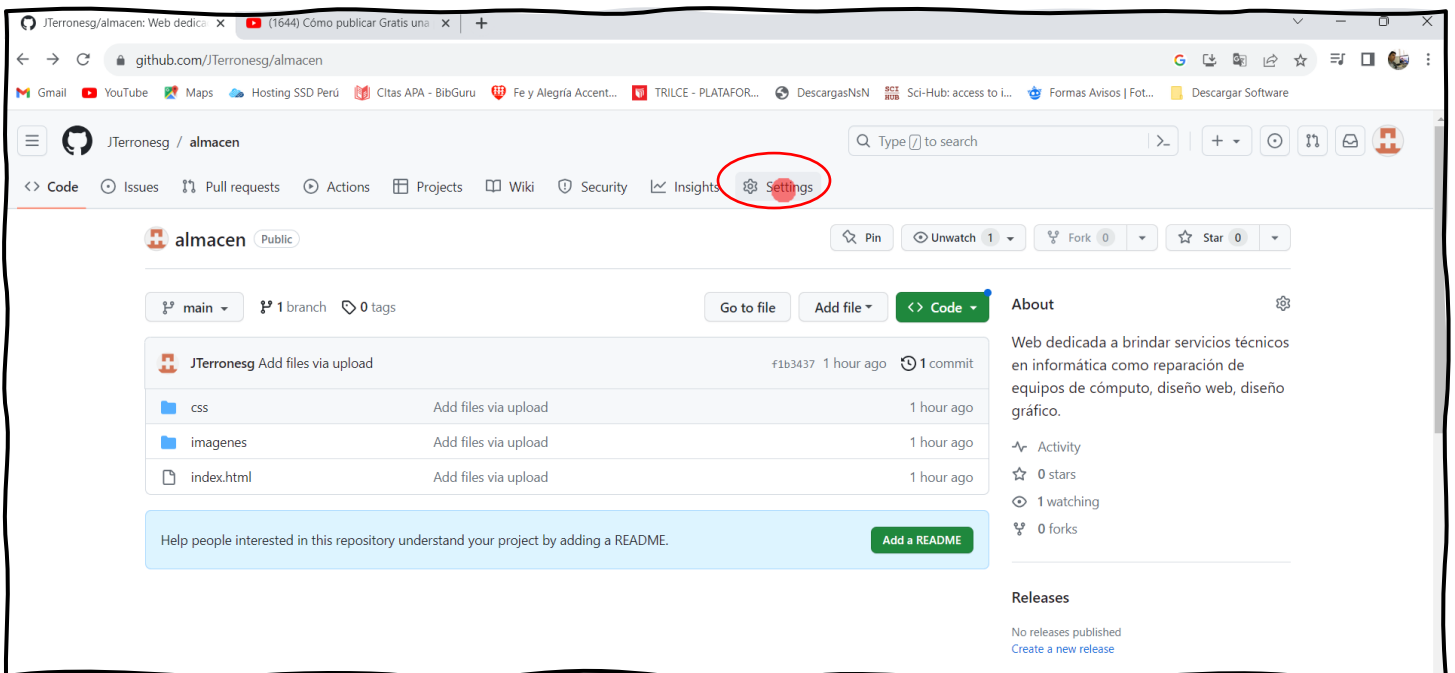 JTerronesg/almacen: Web dedica
(1644) Cómo publicar Gratis una
github.com/JTerronesg/almacen
Gmail YouTube Maps Hosting SSD Perú CItas APA - BibGuru Fe y Alegría Accent... TRILCE - PLATAFOR... DescargasNsN SCI HUB Sci-Hub: access to i... Formas Avisos | Fot... Descargar Software
JTerronesg / almacen
Type / to search
Code Issues Pull requests Actions Projects Wiki Security Insights Settings
almacen Public
Pin Unwatch 1 Fork 0 Star 0
main 1 branch 0 tags
Go to file Add file <> Code
JTerronesg Add files via upload f1b3437 1 hour ago 1 commit
css Add files via upload 1 hour ago
imagenes Add files via upload 1 hour ago
index.html Add files via upload 1 hour ago
Help people interested in this repository understand your project by adding a README. Add a README
About
Web dedicada a brindar servicios técnicos
en informática como reparación de
equipos de cómputo, diseño web, diseño
gráfico.
Activity
0 stars
1 watching
0 forks
Releases
No releases published
Create a new release